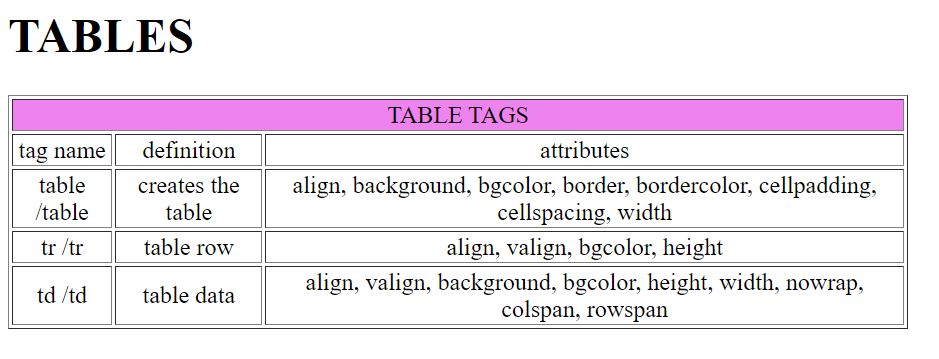 TABLES
TABLE TAGS
tag name definition attributes
table /table creates the table align, background, bgcolor, border, bordercolor, cellpadding, cellspacing, width
tr /tr table row align, valign, bgcolor, height
td /td table data align, valign, background, bgcolor, height, width, nowrap, colspan, rowspan